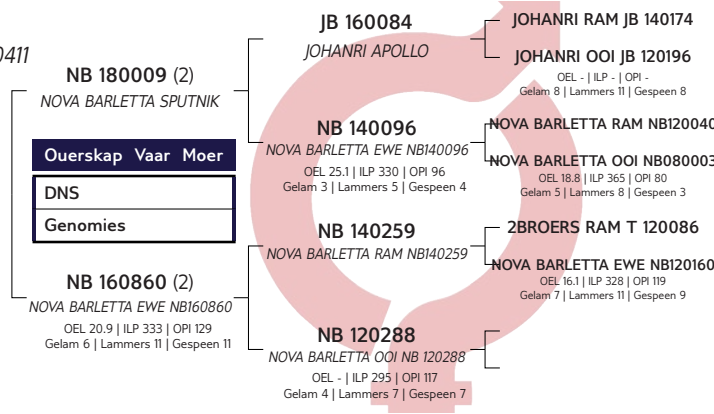 0411
NB 180009 (2)
NOVA BARLETTA SPUTNIK
Ouerskap Vaar Moer
DNS
Genomies
NB 160860 (2)
NOVA BARLETTA EWE NB160860
OEL 20.9 | ILP 333 | OPI 129
Gelam 6 | Lammers 11 | Gespeen 11
JB 160084
JOHANRI APOLLO
NB 140096
NOVA BARLETTA EWE NB140096
OEL 25.1 | ILP 330 | OPI 96
Gelam 3 | Lammers 5 | Gespeen 4
NB 140259
NOVA BARLETTA RAM NB140259
NB 120288
NOVA BARLETTA OOI NB 120288
OEL - | ILP 295 | OPI 117
Gelam 4 | Lammers 7 | Gespeen 7
JOHANRI RAM JB 140174
JOHANRI OOI JB 120196
OEL - | ILP - | OPI -
Gelam 8 | Lammers 11 | Gespeen 8
NOVA BARLETTA RAM NB120040
NOVA BARLETTA OOI NB080003
OEL 18.8 | ILP 365 | OPI 80
Gelam 5 | Lammers 8 | Gespeen 3
2BROERS RAM T 120086
NOVA BARLETTA EWE NB120160
OEL 16.1 | ILP 328 | OPI 119
Gelam 7 | Lammers 11 | Gespeen 9